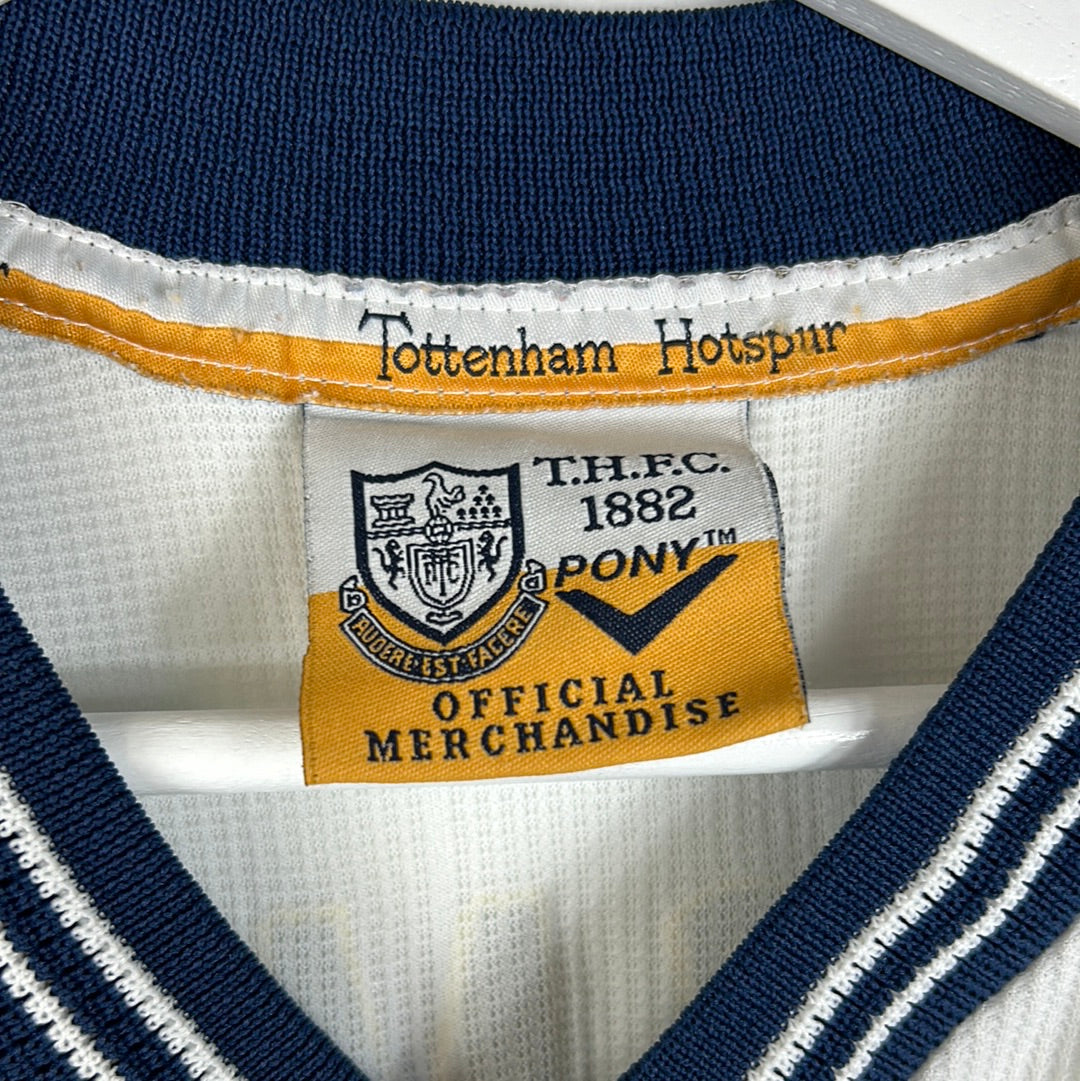 Tottenham Hotspur
T.H.F.C.
1882
PONY™
AUDERE·EST·FACERE
OFFICIAL
MERCHANDISE